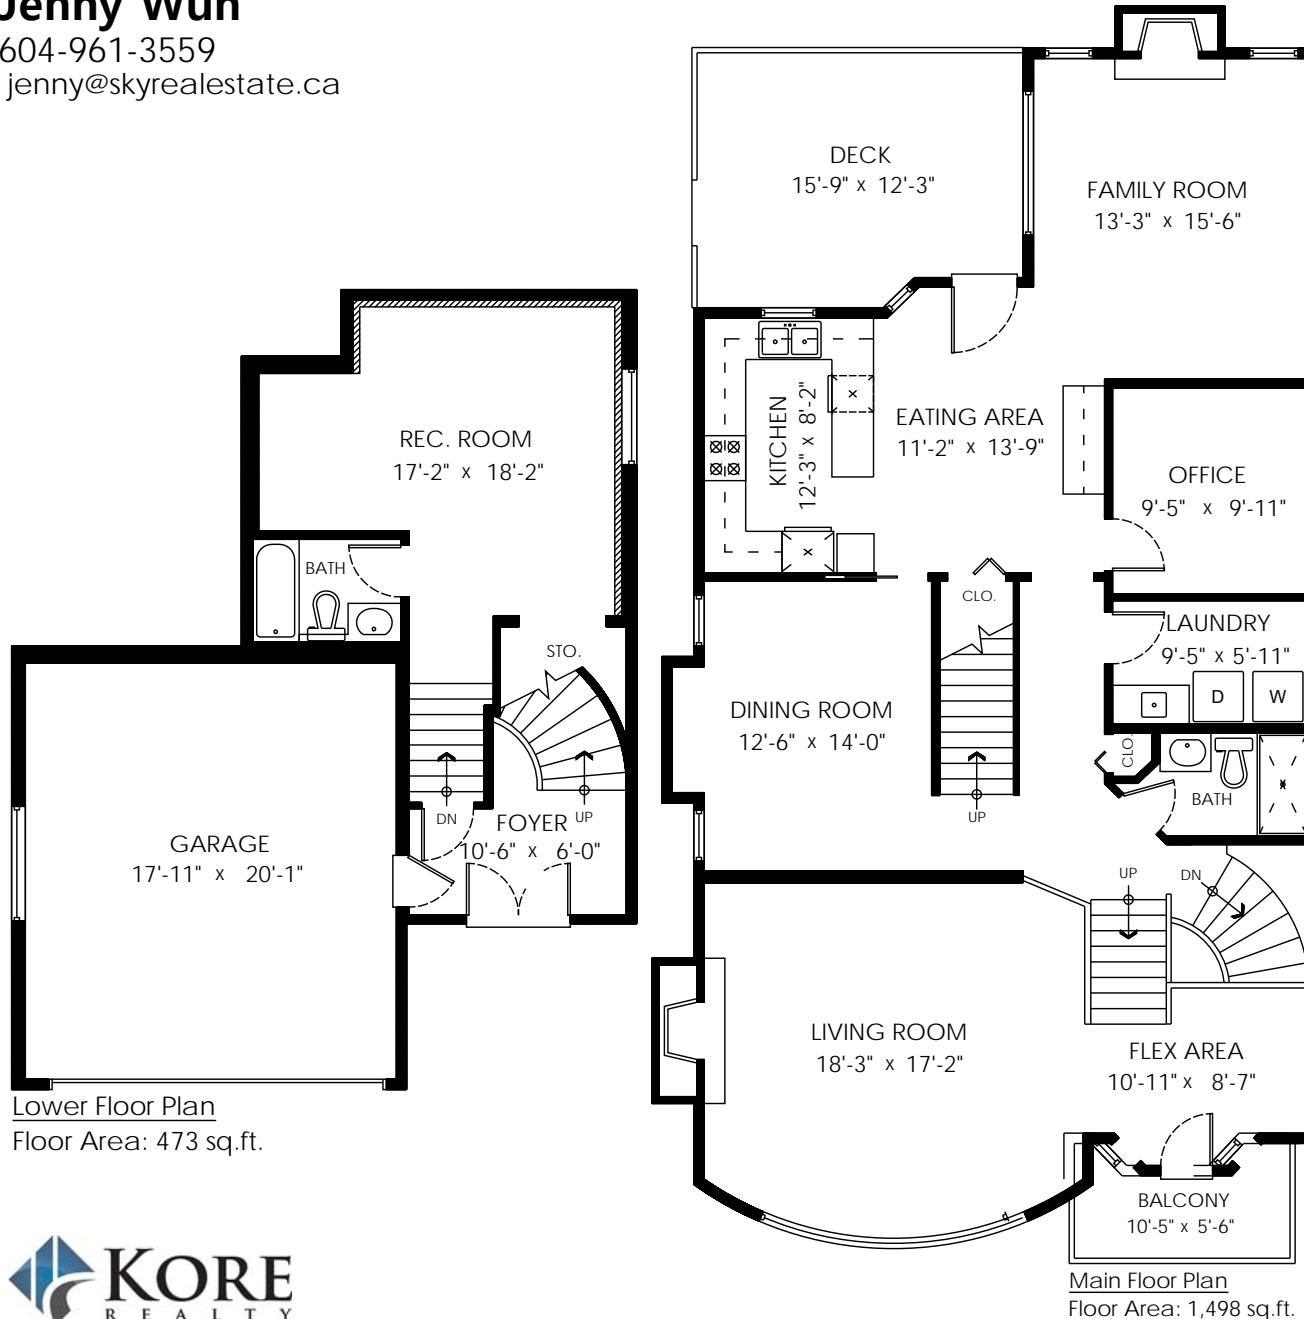 Jenny Wun
604-961-3559
jenny@skyrealestate.ca
DECK
15'-9" x 12'-3"
FAMILY ROOM
13'-3" x 15'-6"
REC. ROOM
17'-2" x 18'-2"
BATH
STO.
DN
UP
FOYER
10'-6" x 6'-0"
GARAGE
17'-11" x 20'-1"
Lower Floor Plan
Floor Area: 473 sq.ft.
KITCHEN
12'-3" x 8'-2"
EATING AREA
11'-2" x 13'-9"
OFFICE
9'-5" x 9'-11"
CLO.
LAUNDRY
9'-5" x 5'-11"
D
W
DINING ROOM
12'-6" x 14'-0"
CLO.
BATH
UP
UP
DN
LIVING ROOM
18'-3" x 17'-2"
FLEX AREA
10'-11" x 8'-7"
BALCONY
10'-5" x 5'-6"
Main Floor Plan
Floor Area: 1,498 sq.ft.
KORE
REALTY